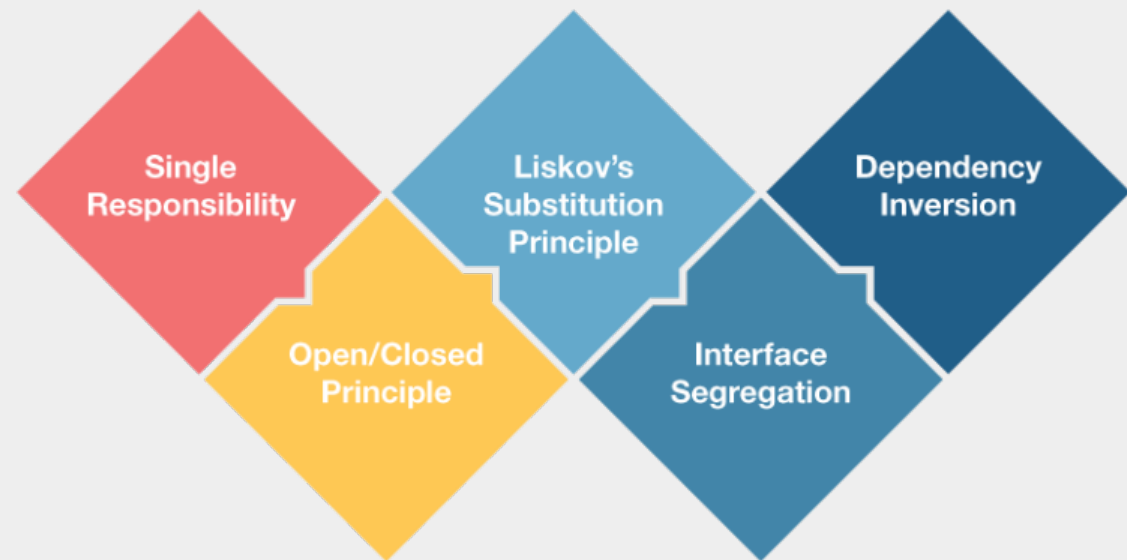 Single
Responsibility
Open/Closed
Principle
Liskov's
Substitution
Principle
Interface
Segregation
Dependency
Inversion